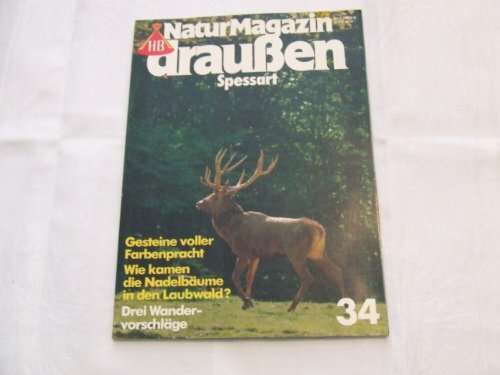 NaturMagazin
HB
draußen
Spessart
Gesteine voller
Farbenpracht
Wie kamen
die Nadelbäume
in den Laubwald?
Drei Wander-
vorschläge
34